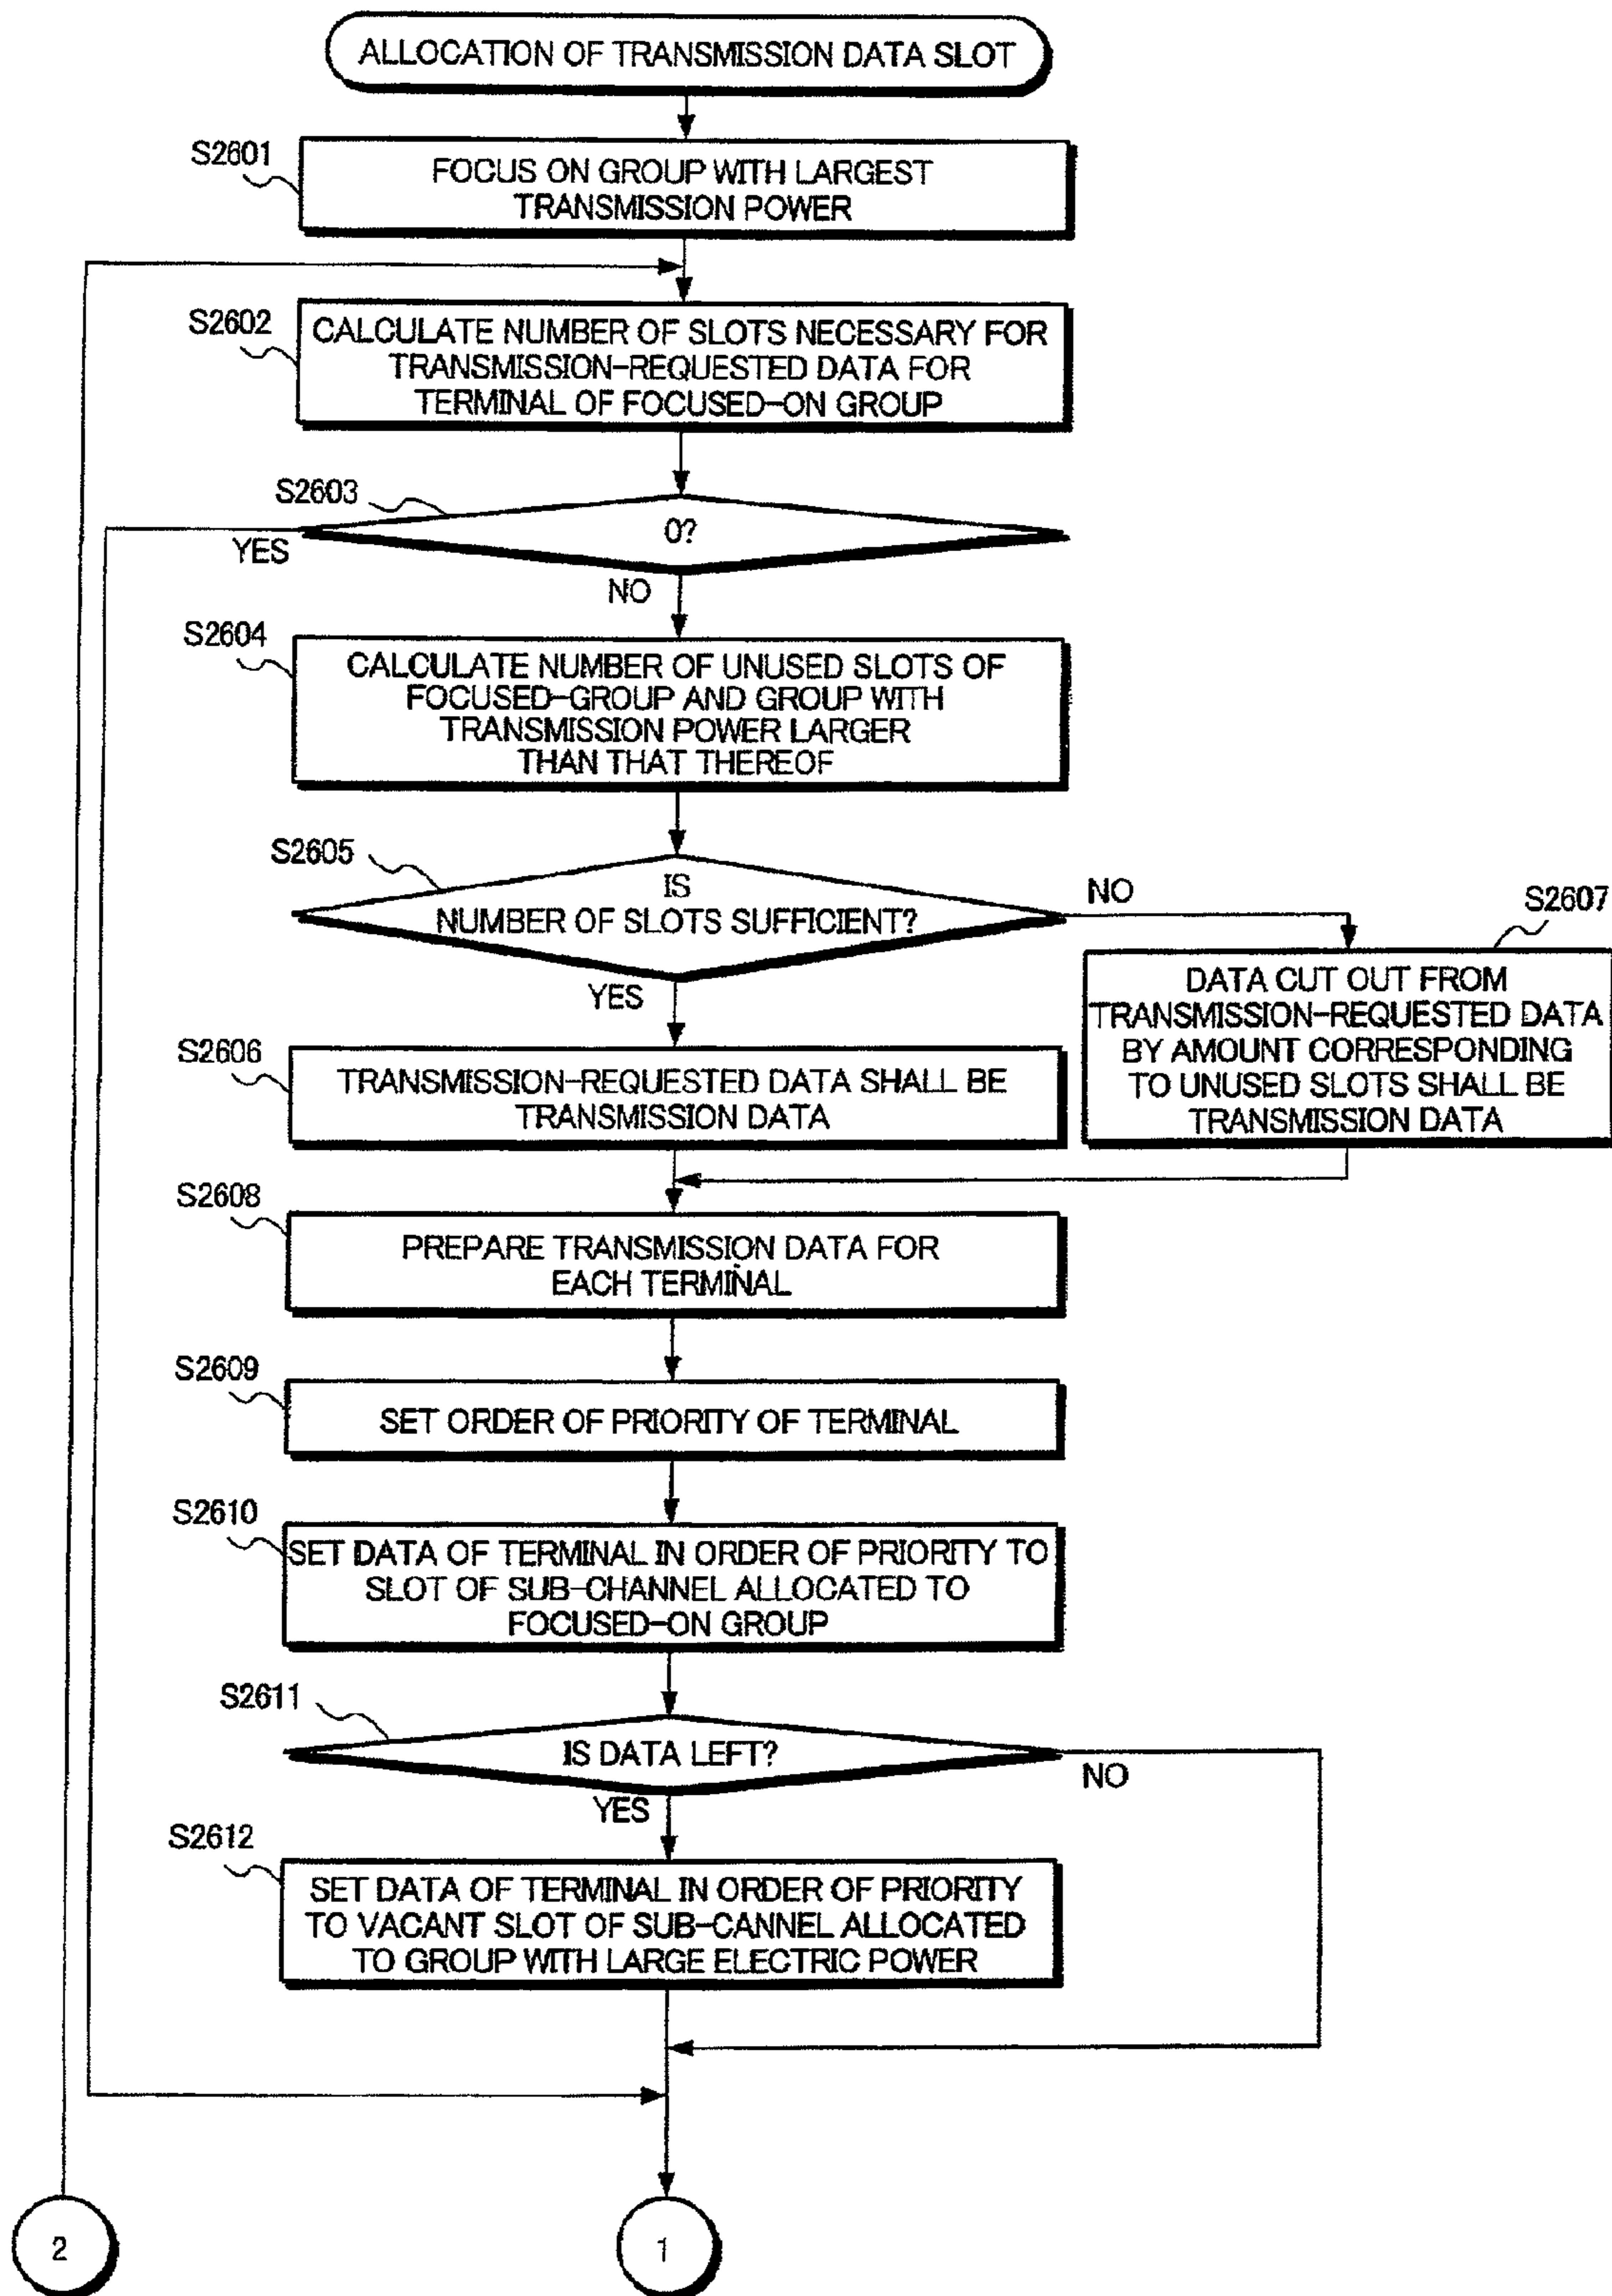 ALLOCATION OF TRANSMISSION DATA SLOT
S2601
FOCUS ON GROUP WITH LARGEST
TRANSMISSION POWER
S2602
CALCULATE NUMBER OF SLOTS NECESSARY FOR
TRANSMISSION-REQUESTED DATA FOR
TERMINAL OF FOCUSED-ON GROUP
S2603
0?
YES
NO
S2604
CALCULATE NUMBER OF UNUSED SLOTS OF
FOCUSED-GROUP AND GROUP WITH
TRANSMISSION POWER LARGER
THAN THAT THEREOF
S2605
IS
NUMBER OF SLOTS SUFFICIENT?
NO
YES
S2607
DATA CUT OUT FROM
TRANSMISSION-REQUESTED DATA
BY AMOUNT CORRESPONDING
TO UNUSED SLOTS SHALL BE
TRANSMISSION DATA
S2606
TRANSMISSION-REQUESTED DATA SHALL BE
TRANSMISSION DATA
S2608
PREPARE TRANSMISSION DATA FOR
EACH TERMINAL
S2609
SET ORDER OF PRIORITY OF TERMINAL
S2610
SET DATA OF TERMINAL IN ORDER OF PRIORITY TO
SLOT OF SUB-CHANNEL ALLOCATED TO
FOCUSED-ON GROUP
S2611
IS DATA LEFT?
NO
YES
S2612
SET DATA OF TERMINAL IN ORDER OF PRIORITY
TO VACANT SLOT OF SUB-CANNEL ALLOCATED
TO GROUP WITH LARGE ELECTRIC POWER
2
1